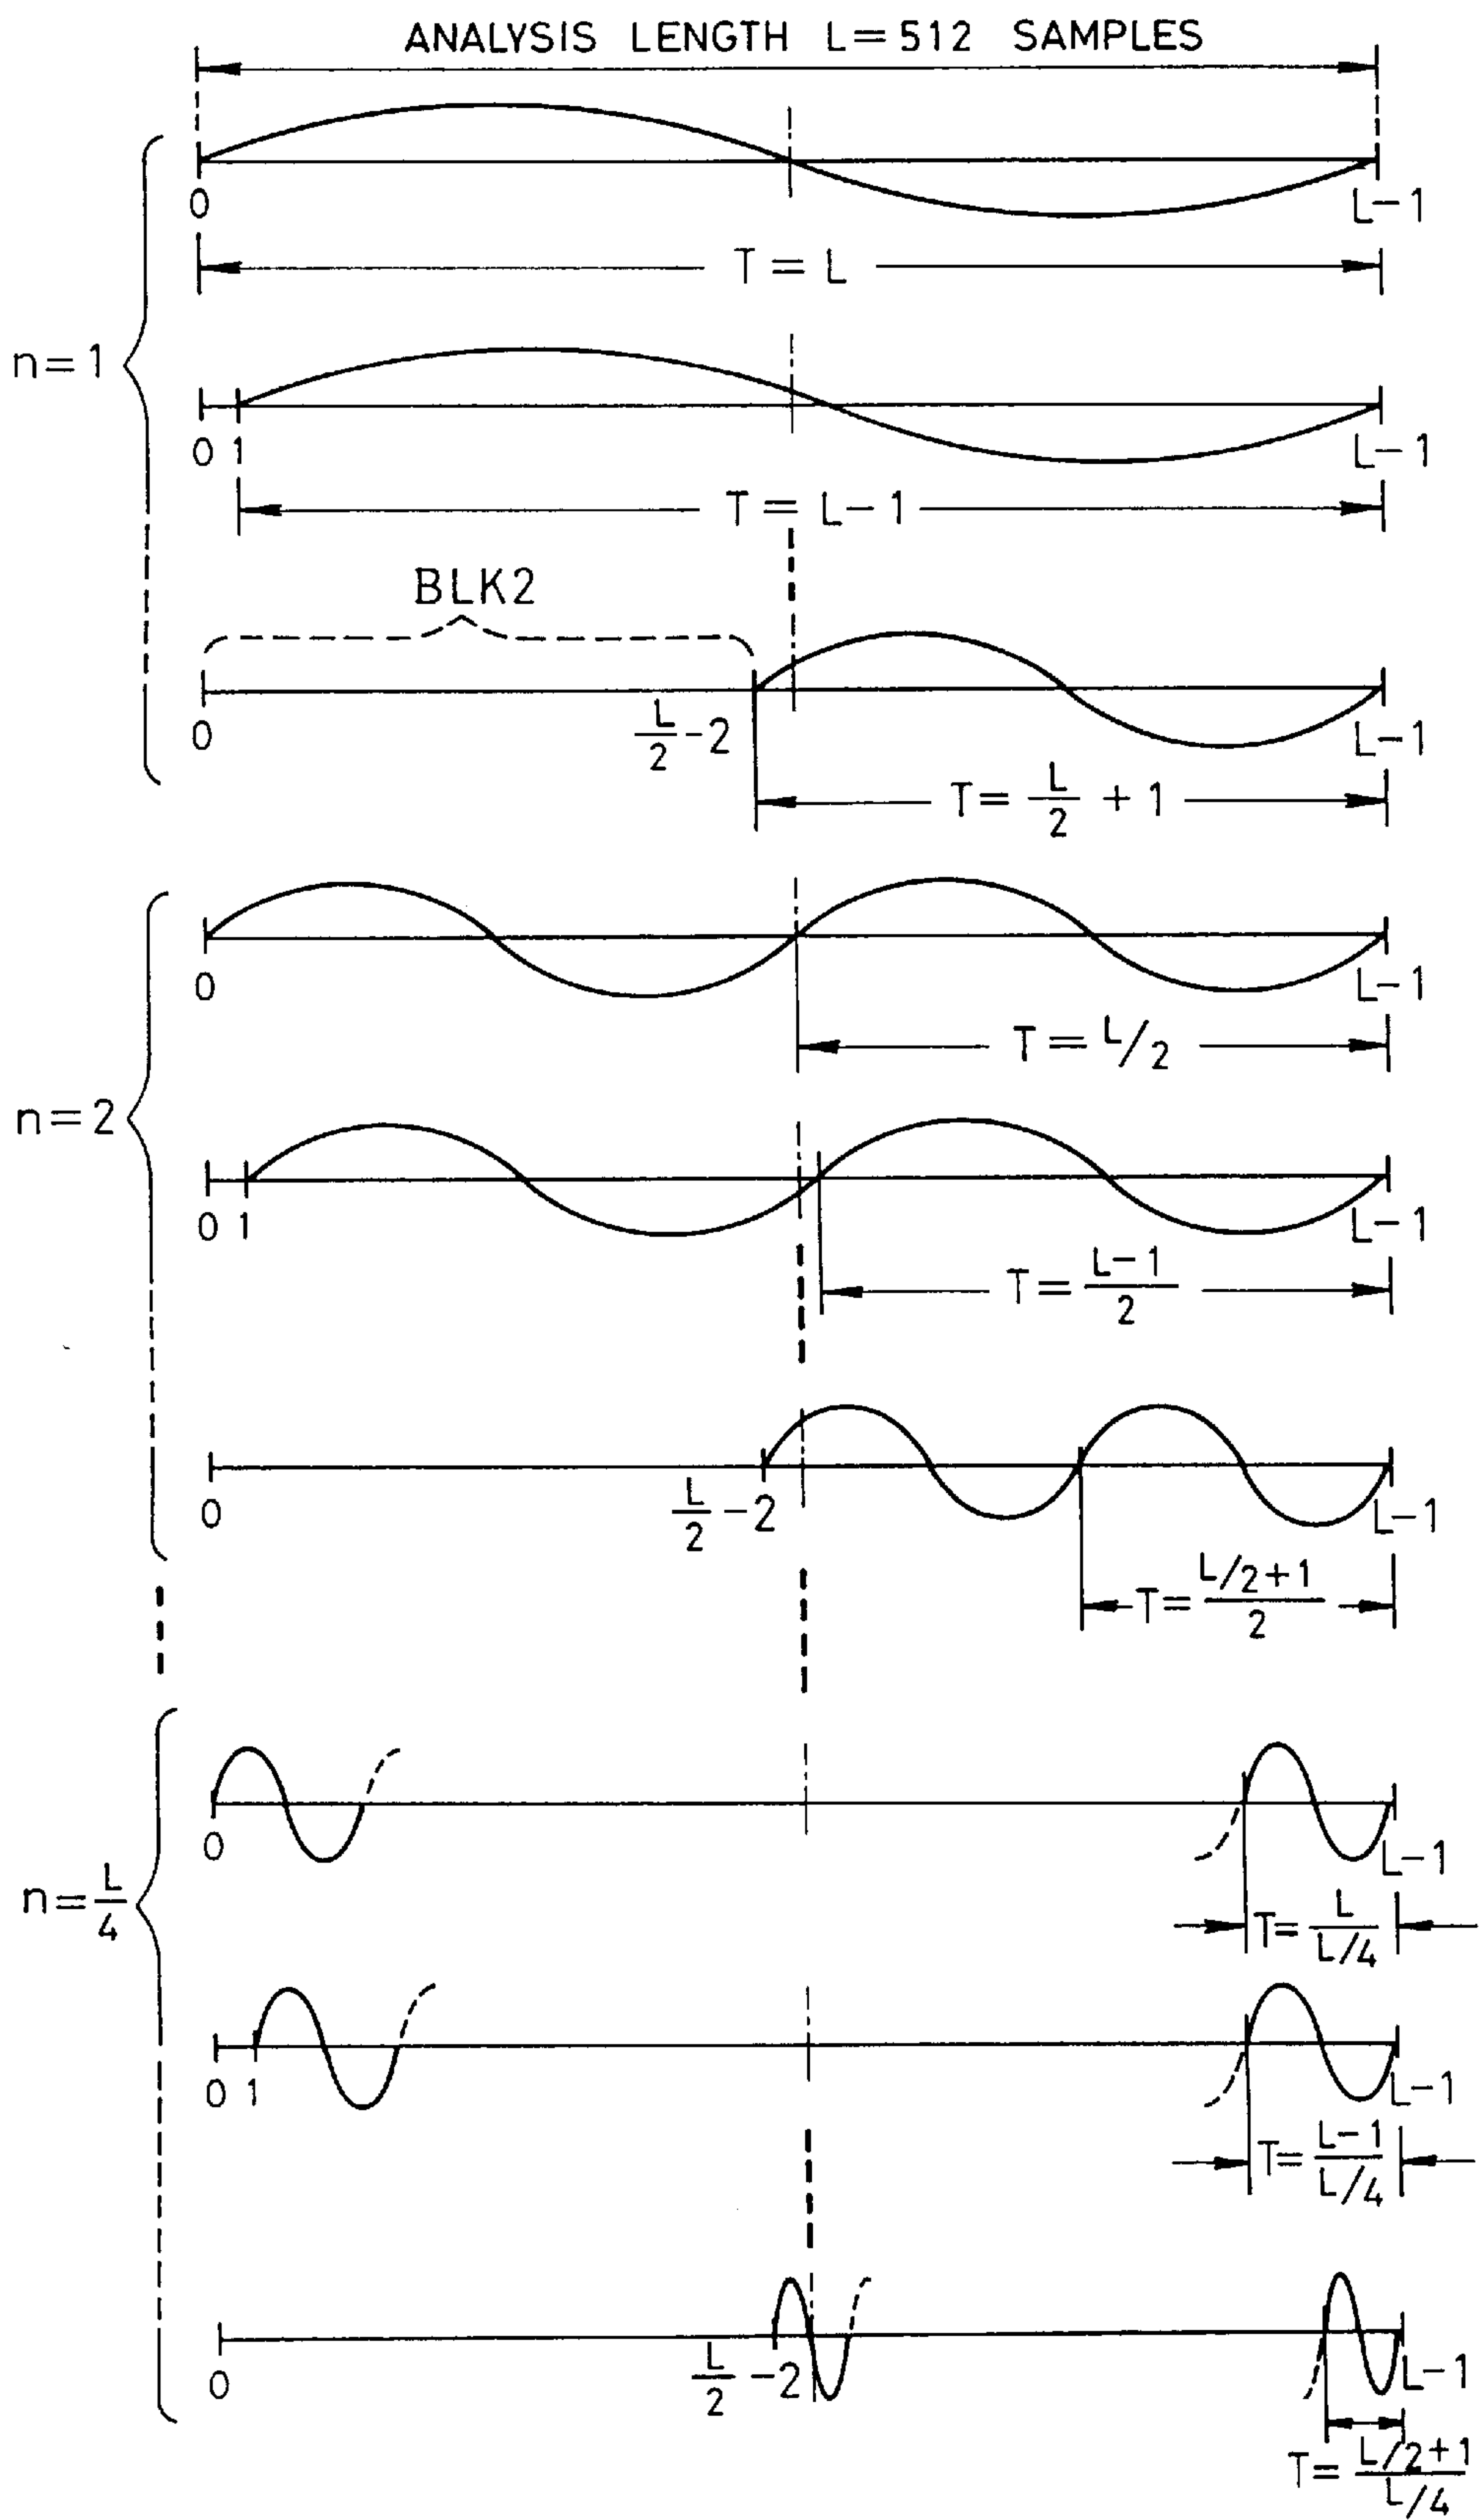 ANALYSIS LENGTH L=512 SAMPLES
0 L-1
T=L
n=1
0 1 L-1
T=L-1
BLK2
0 L/2-2 L-1
T=L/2+1
0 L-1
T=L/2
n=2
0 1 L-1
T=(L-1)/2
0 L/2-2 L-1
T=(L/2+1)/2
0 L-1
n=L/4
T=L/(L/4)
0 1 L-1
T=(L-1)/(L/4)
0 L/2-2 L-1
T=(L/2+1)/(L/4)